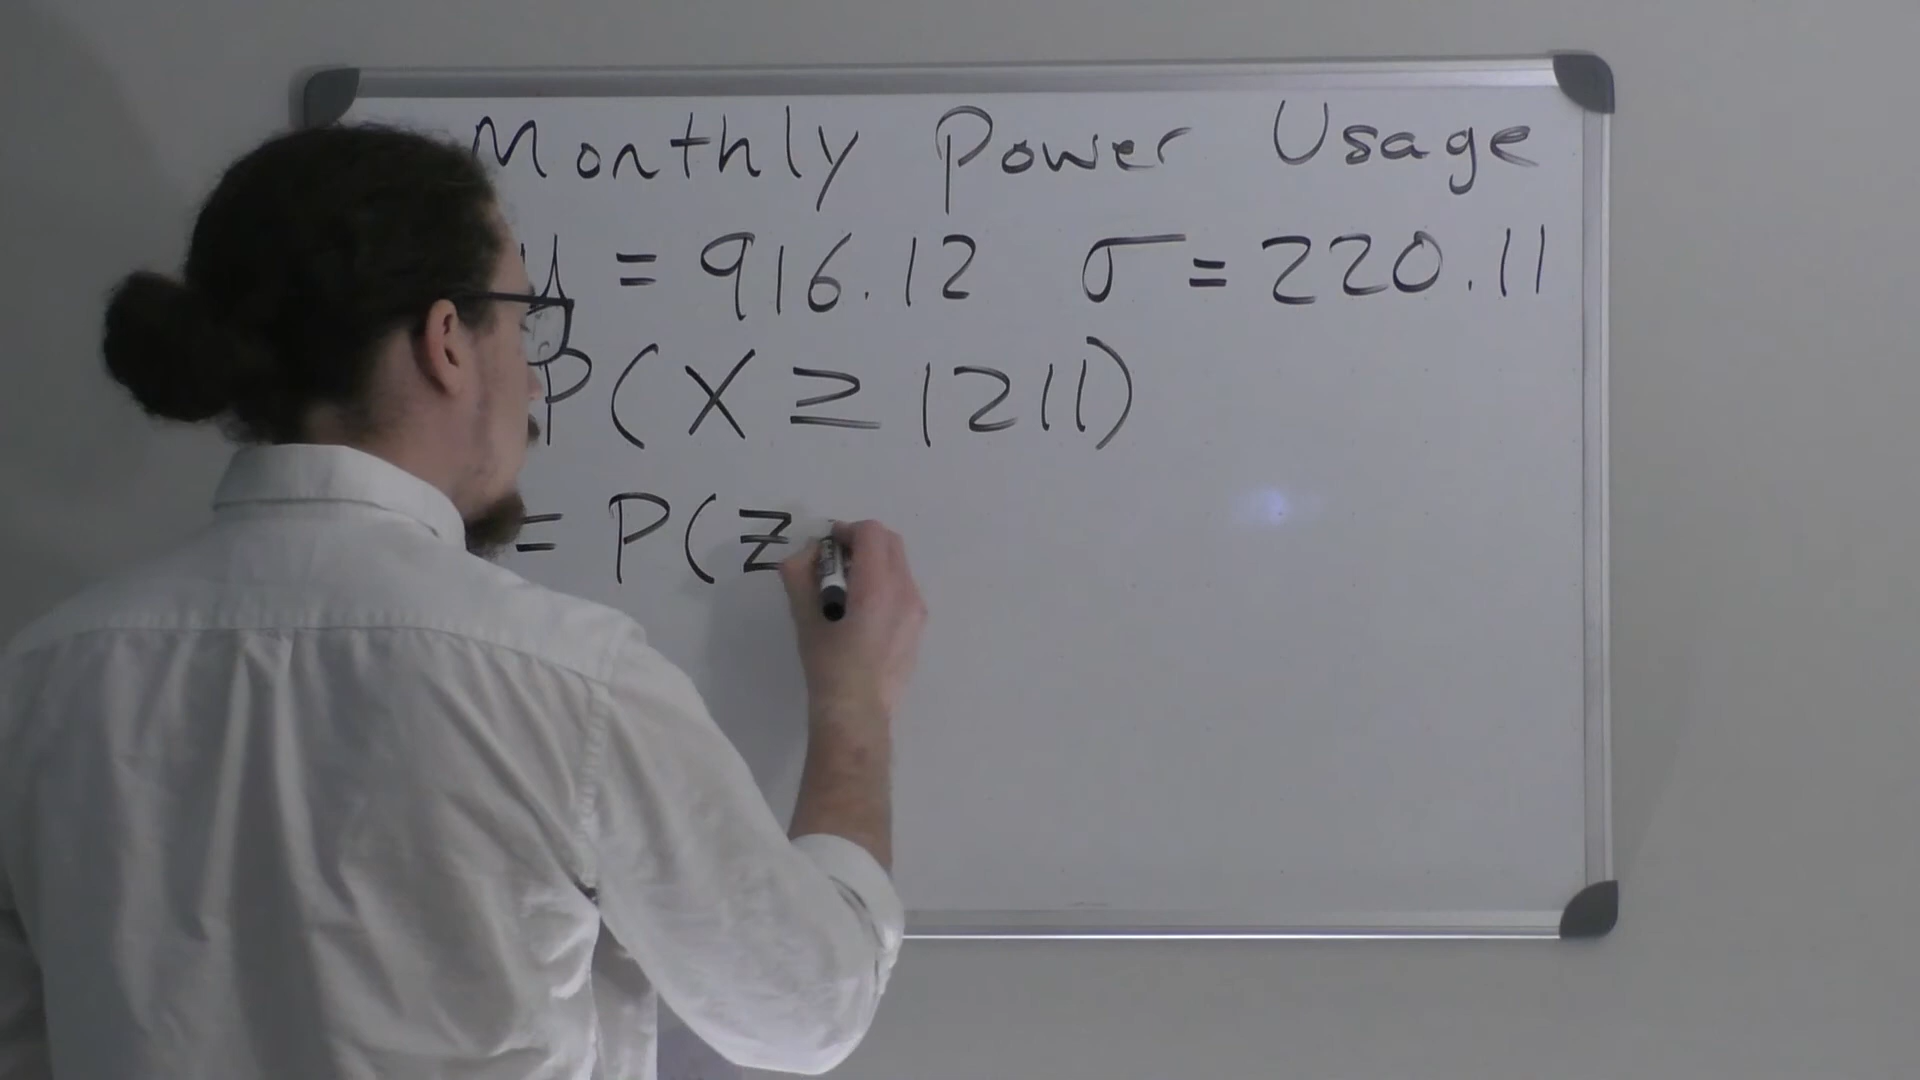 Monthly Power Usage
μ = 916.12 σ = 220.11
P(X ≥ 1211)
= P(Z